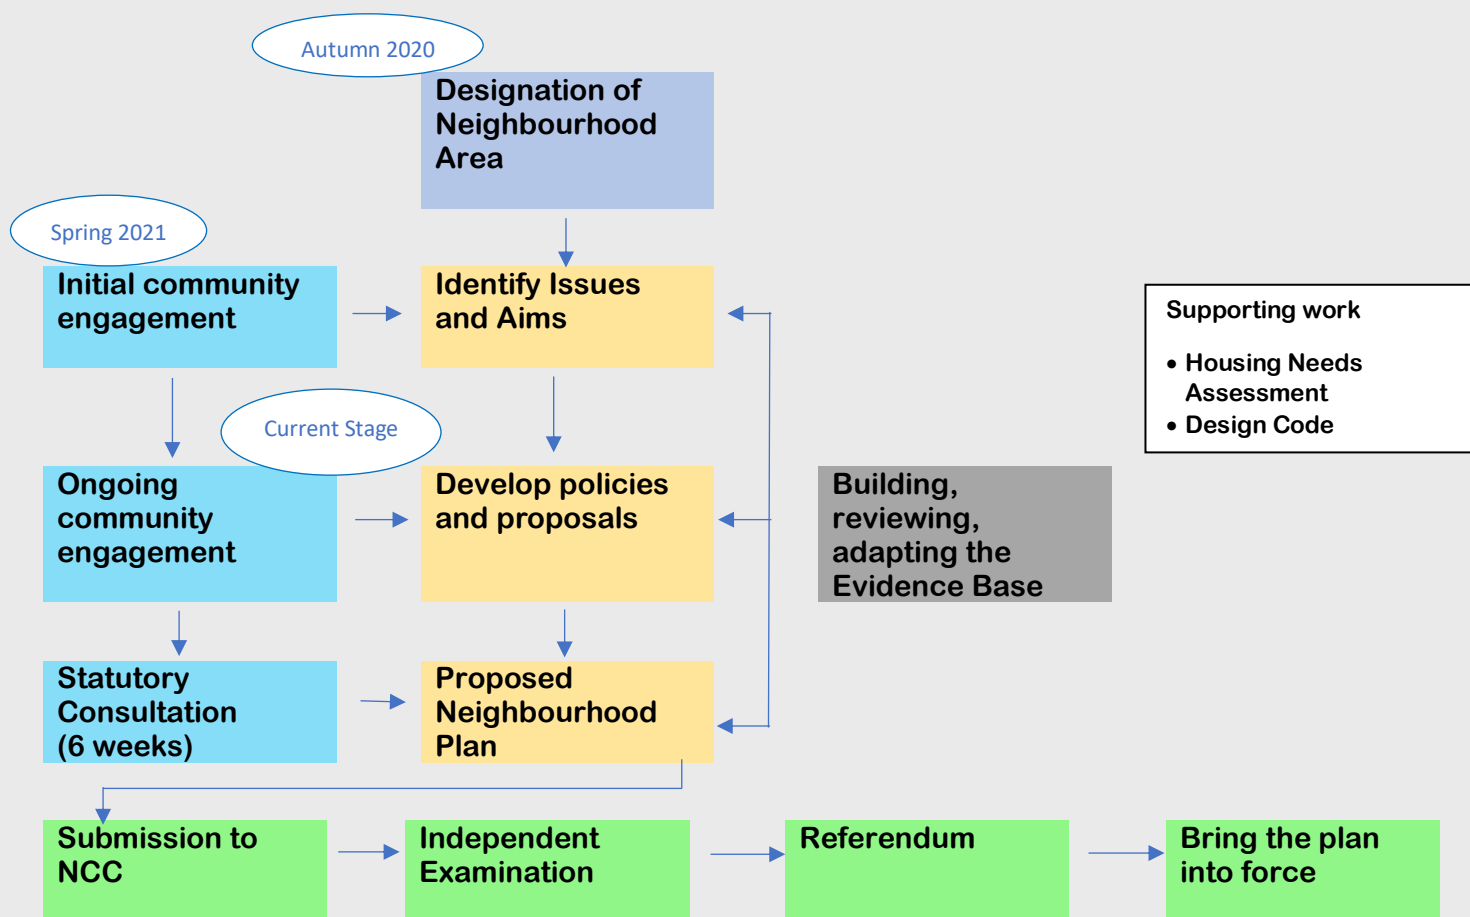 Autumn 2020
Designation of
Neighbourhood
Area
Spring 2021
Initial community
engagement
Identify Issues
and Aims
Supporting work
• Housing Needs
Assessment
• Design Code
Current Stage
Ongoing
community
engagement
Develop policies
and proposals
Building,
reviewing,
adapting the
Evidence Base
Statutory
Consultation
(6 weeks)
Proposed
Neighbourhood
Plan
Submission to
NCC
Independent
Examination
Referendum
Bring the plan
into force